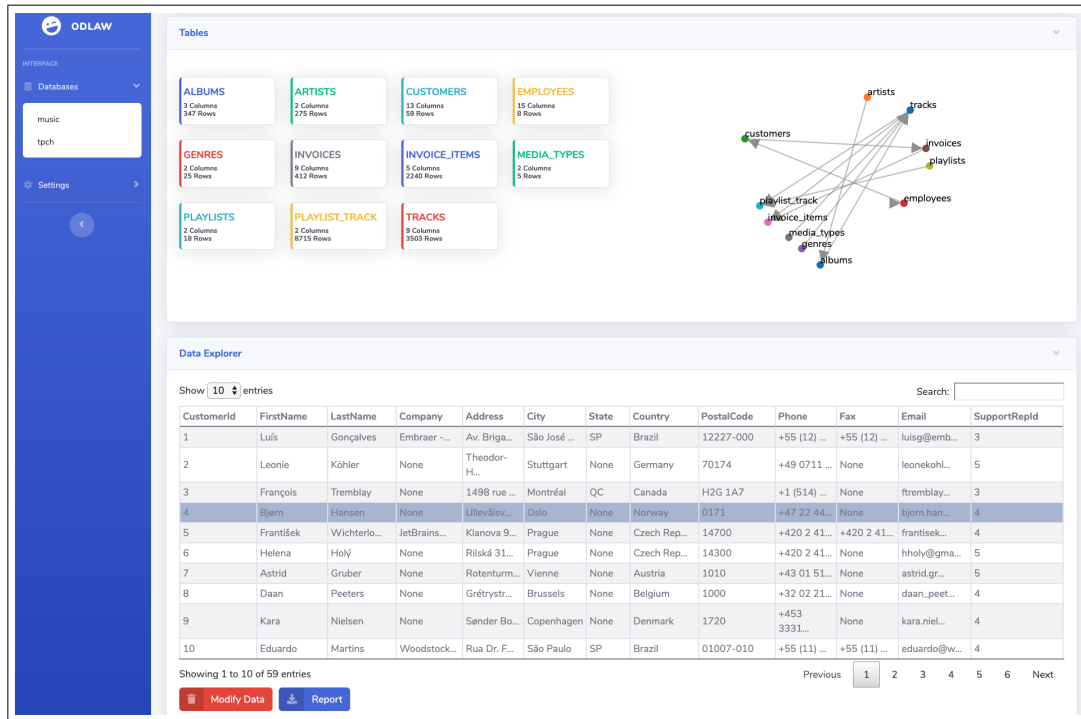 ODLAW
INTERFACE
Databases
music
tpch
Settings
Tables
ALBUMS
3 Columns
347 Rows
ARTISTS
2 Columns
275 Rows
CUSTOMERS
13 Columns
59 Rows
EMPLOYEES
15 Columns
8 Rows
GENRES
2 Columns
25 Rows
INVOICES
9 Columns
412 Rows
INVOICE_ITEMS
5 Columns
2240 Rows
MEDIA_TYPES
2 Columns
5 Rows
PLAYLISTS
2 Columns
18 Rows
PLAYLIST_TRACK
2 Columns
8715 Rows
TRACKS
9 Columns
3503 Rows
artists
tracks
customers
invoices
playlists
playlist_track
employees
invoice_items
media_types
genres
albums
Data Explorer
Show 10 entries Search:
CustomerId FirstName LastName Company Address City State Country PostalCode Phone Fax Email SupportRepId
1 Luís Gonçalves Embraer -... Av. Briga... São José ... SP Brazil 12227-000 +55 (12) ... +55 (12) ... luisg@emb... 3
2 Leonie Köhler None Theodor-H... Stuttgart None Germany 70174 +49 0711 ... None leonekohl... 5
3 François Tremblay None 1498 rue ... Montréal QC Canada H2G 1A7 +1 (514) ... None ftremblay... 3
4 Bjørn Hansen None Ullevålsv... Oslo None Norway 0171 +47 22 44... None bjorn.han... 4
5 František Wichterlo... JetBrains... Klanova 9... Prague None Czech Rep... 14700 +420 2 41... +420 2 41... frantisek... 4
6 Helena Holý None Rilská 31... Prague None Czech Rep... 14300 +420 2 41... None hholy@gma... 5
7 Astrid Gruber None Rotenturm... Vienne None Austria 1010 +43 01 51... None astrid.gr... 5
8 Daan Peeters None Grétrystr... Brussels None Belgium 1000 +32 02 21... None daan_peet... 4
9 Kara Nielsen None Sønder Bo... Copenhagen None Denmark 1720 +453 3331... None kara.niel... 4
10 Eduardo Martins Woodstock... Rua Dr. F... São Paulo SP Brazil 01007-010 +55 (11) ... +55 (11) ... eduardo@w... 4
Showing 1 to 10 of 59 entries Previous 1 2 3 4 5 6 Next
Modify Data Report